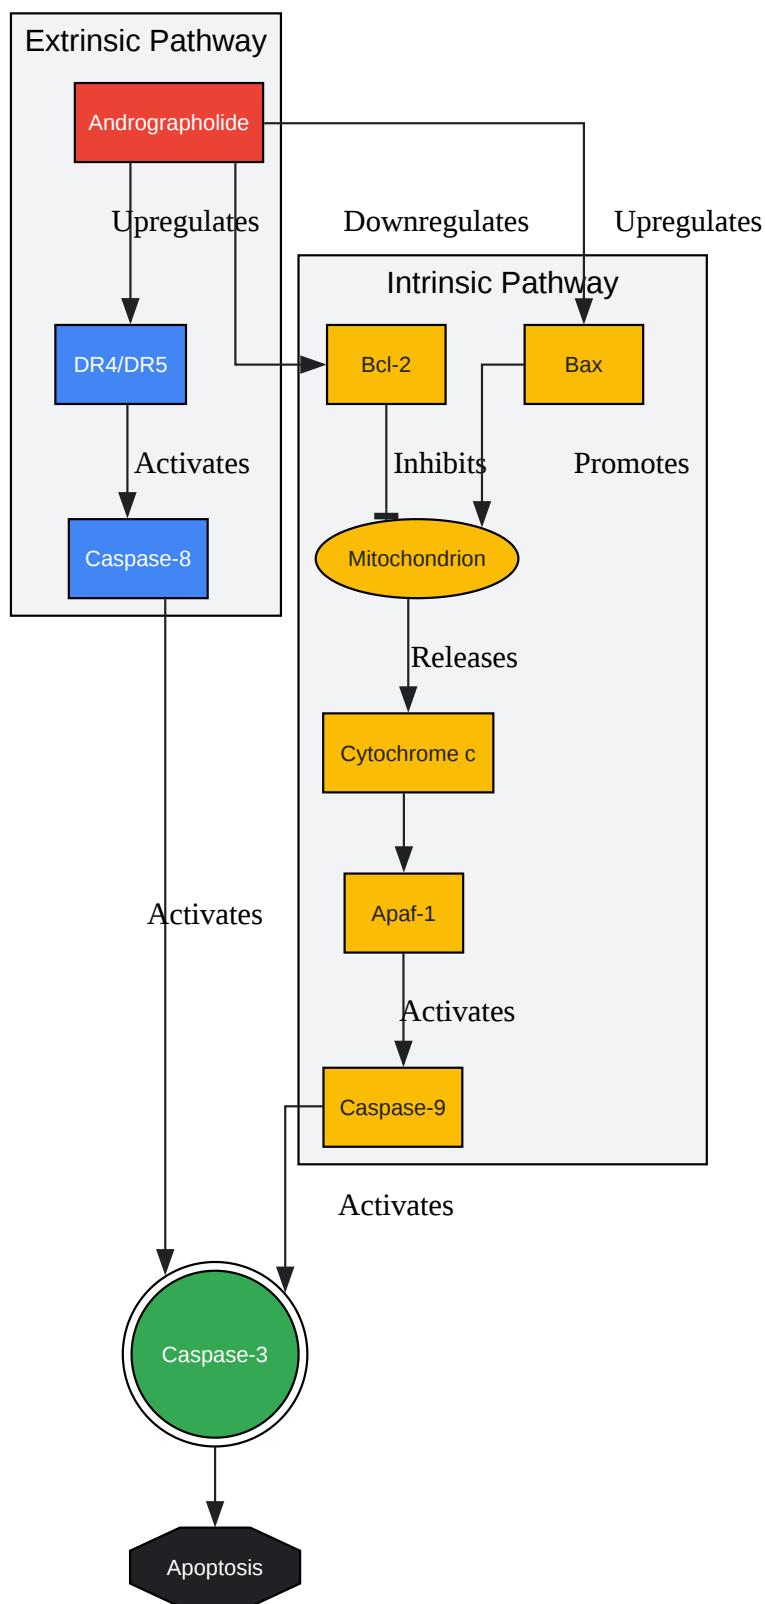 Extrinsic Pathway
Andrographolide
Upregulates
Downregulates
Upregulates
Intrinsic Pathway
DR4/DR5
Bcl-2
Bax
Activates
Inhibits
Promotes
Caspase-8
Mitochondrion
Releases
Cytochrome c
Activates
Apaf-1
Activates
Caspase-9
Activates
Caspase-3
Apoptosis